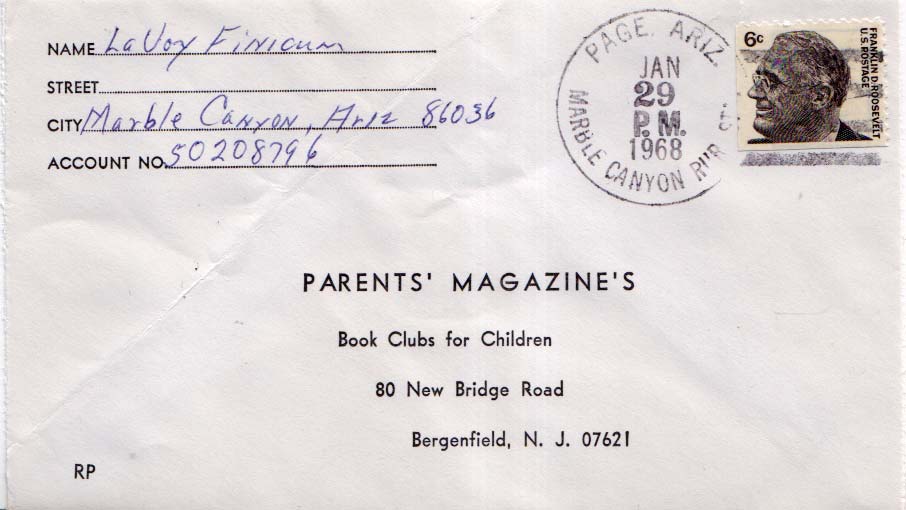 NAME LaVoy Finicum
STREET
CITY Marble Canyon, Ariz 86036
ACCOUNT NO. 50208796
PAGE, ARIZ.
JAN
29
P.M.
1968
MARBLE CANYON RUR
6c
FRANKLIN D. ROOSEVELT
U.S. POSTAGE
PARENTS' MAGAZINE'S
Book Clubs for Children
80 New Bridge Road
Bergenfield, N. J. 07621
RP